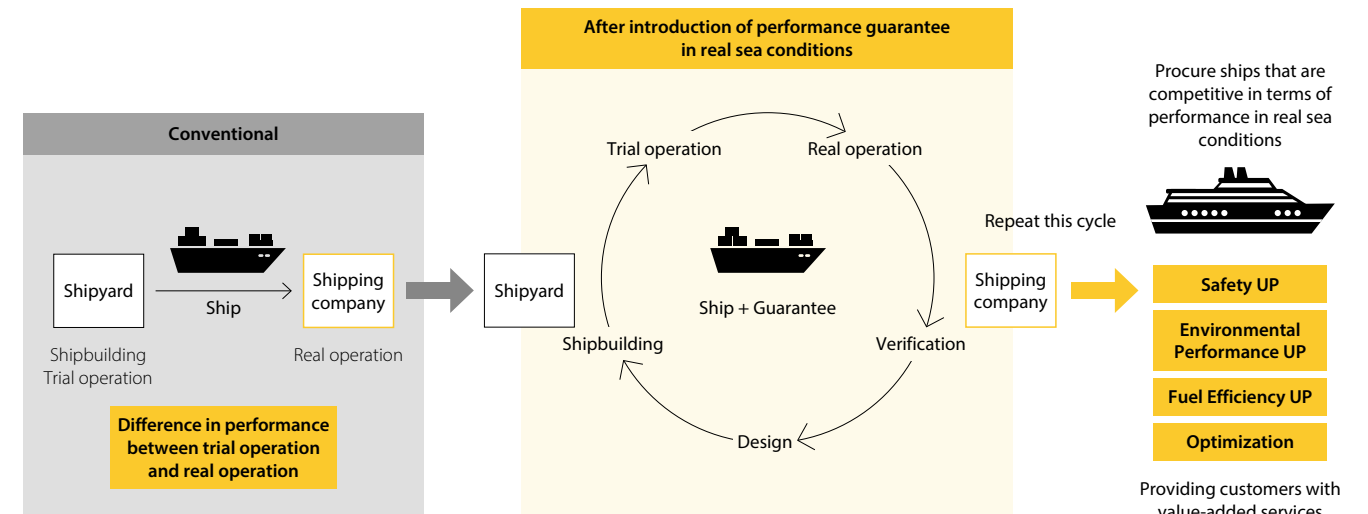 After introduction of performance guarantee
in real sea conditions
Conventional
Shipyard
Ship
Shipping
company
Shipbuilding
Trial operation
Real operation
Difference in performance
between trial operation
and real operation
Shipyard
Trial operation
Real operation
Ship + Guarantee
Shipbuilding
Verification
Design
Repeat this cycle
Shipping
company
Procure ships that are
competitive in terms of
performance in real sea
conditions
Safety UP
Environmental
Performance UP
Fuel Efficiency UP
Optimization
Providing customers with
value-added services